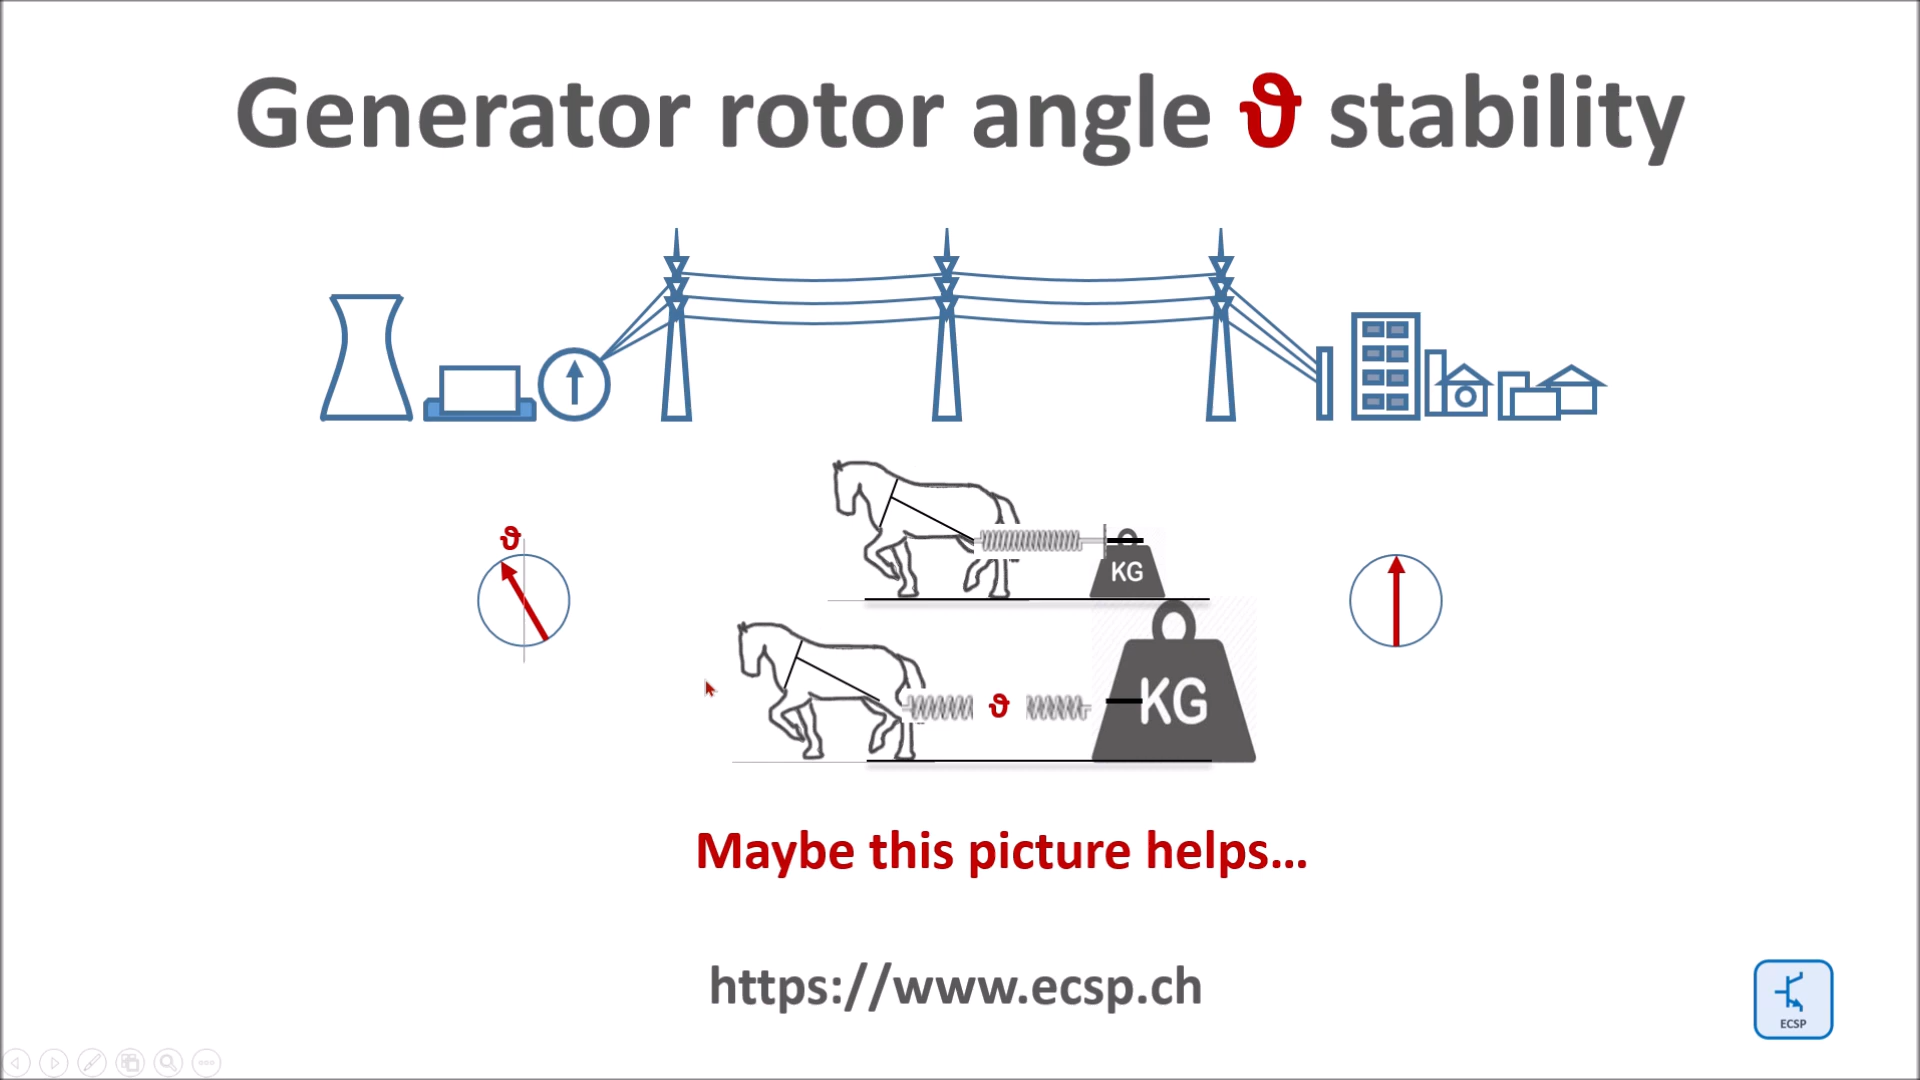 Generator rotor angle ϑ stability
ϑ
KG
ϑ
KG
Maybe this picture helps...
https://www.ecsp.ch
ECSP